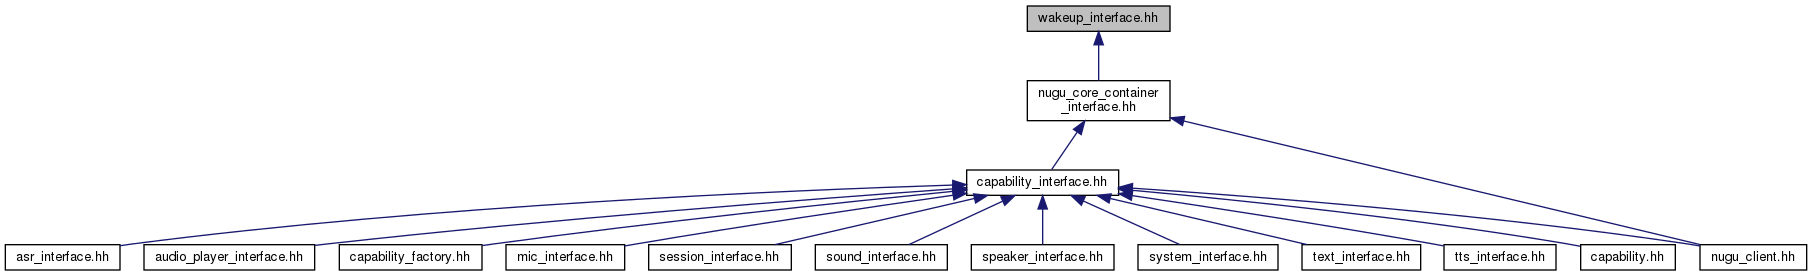 wakeup_interface.hh
nugu_core_container
_interface.hh
capability_interface.hh
asr_interface.hh
audio_player_interface.hh
capability_factory.hh
mic_interface.hh
session_interface.hh
sound_interface.hh
speaker_interface.hh
system_interface.hh
text_interface.hh
tts_interface.hh
capability.hh
nugu_client.hh